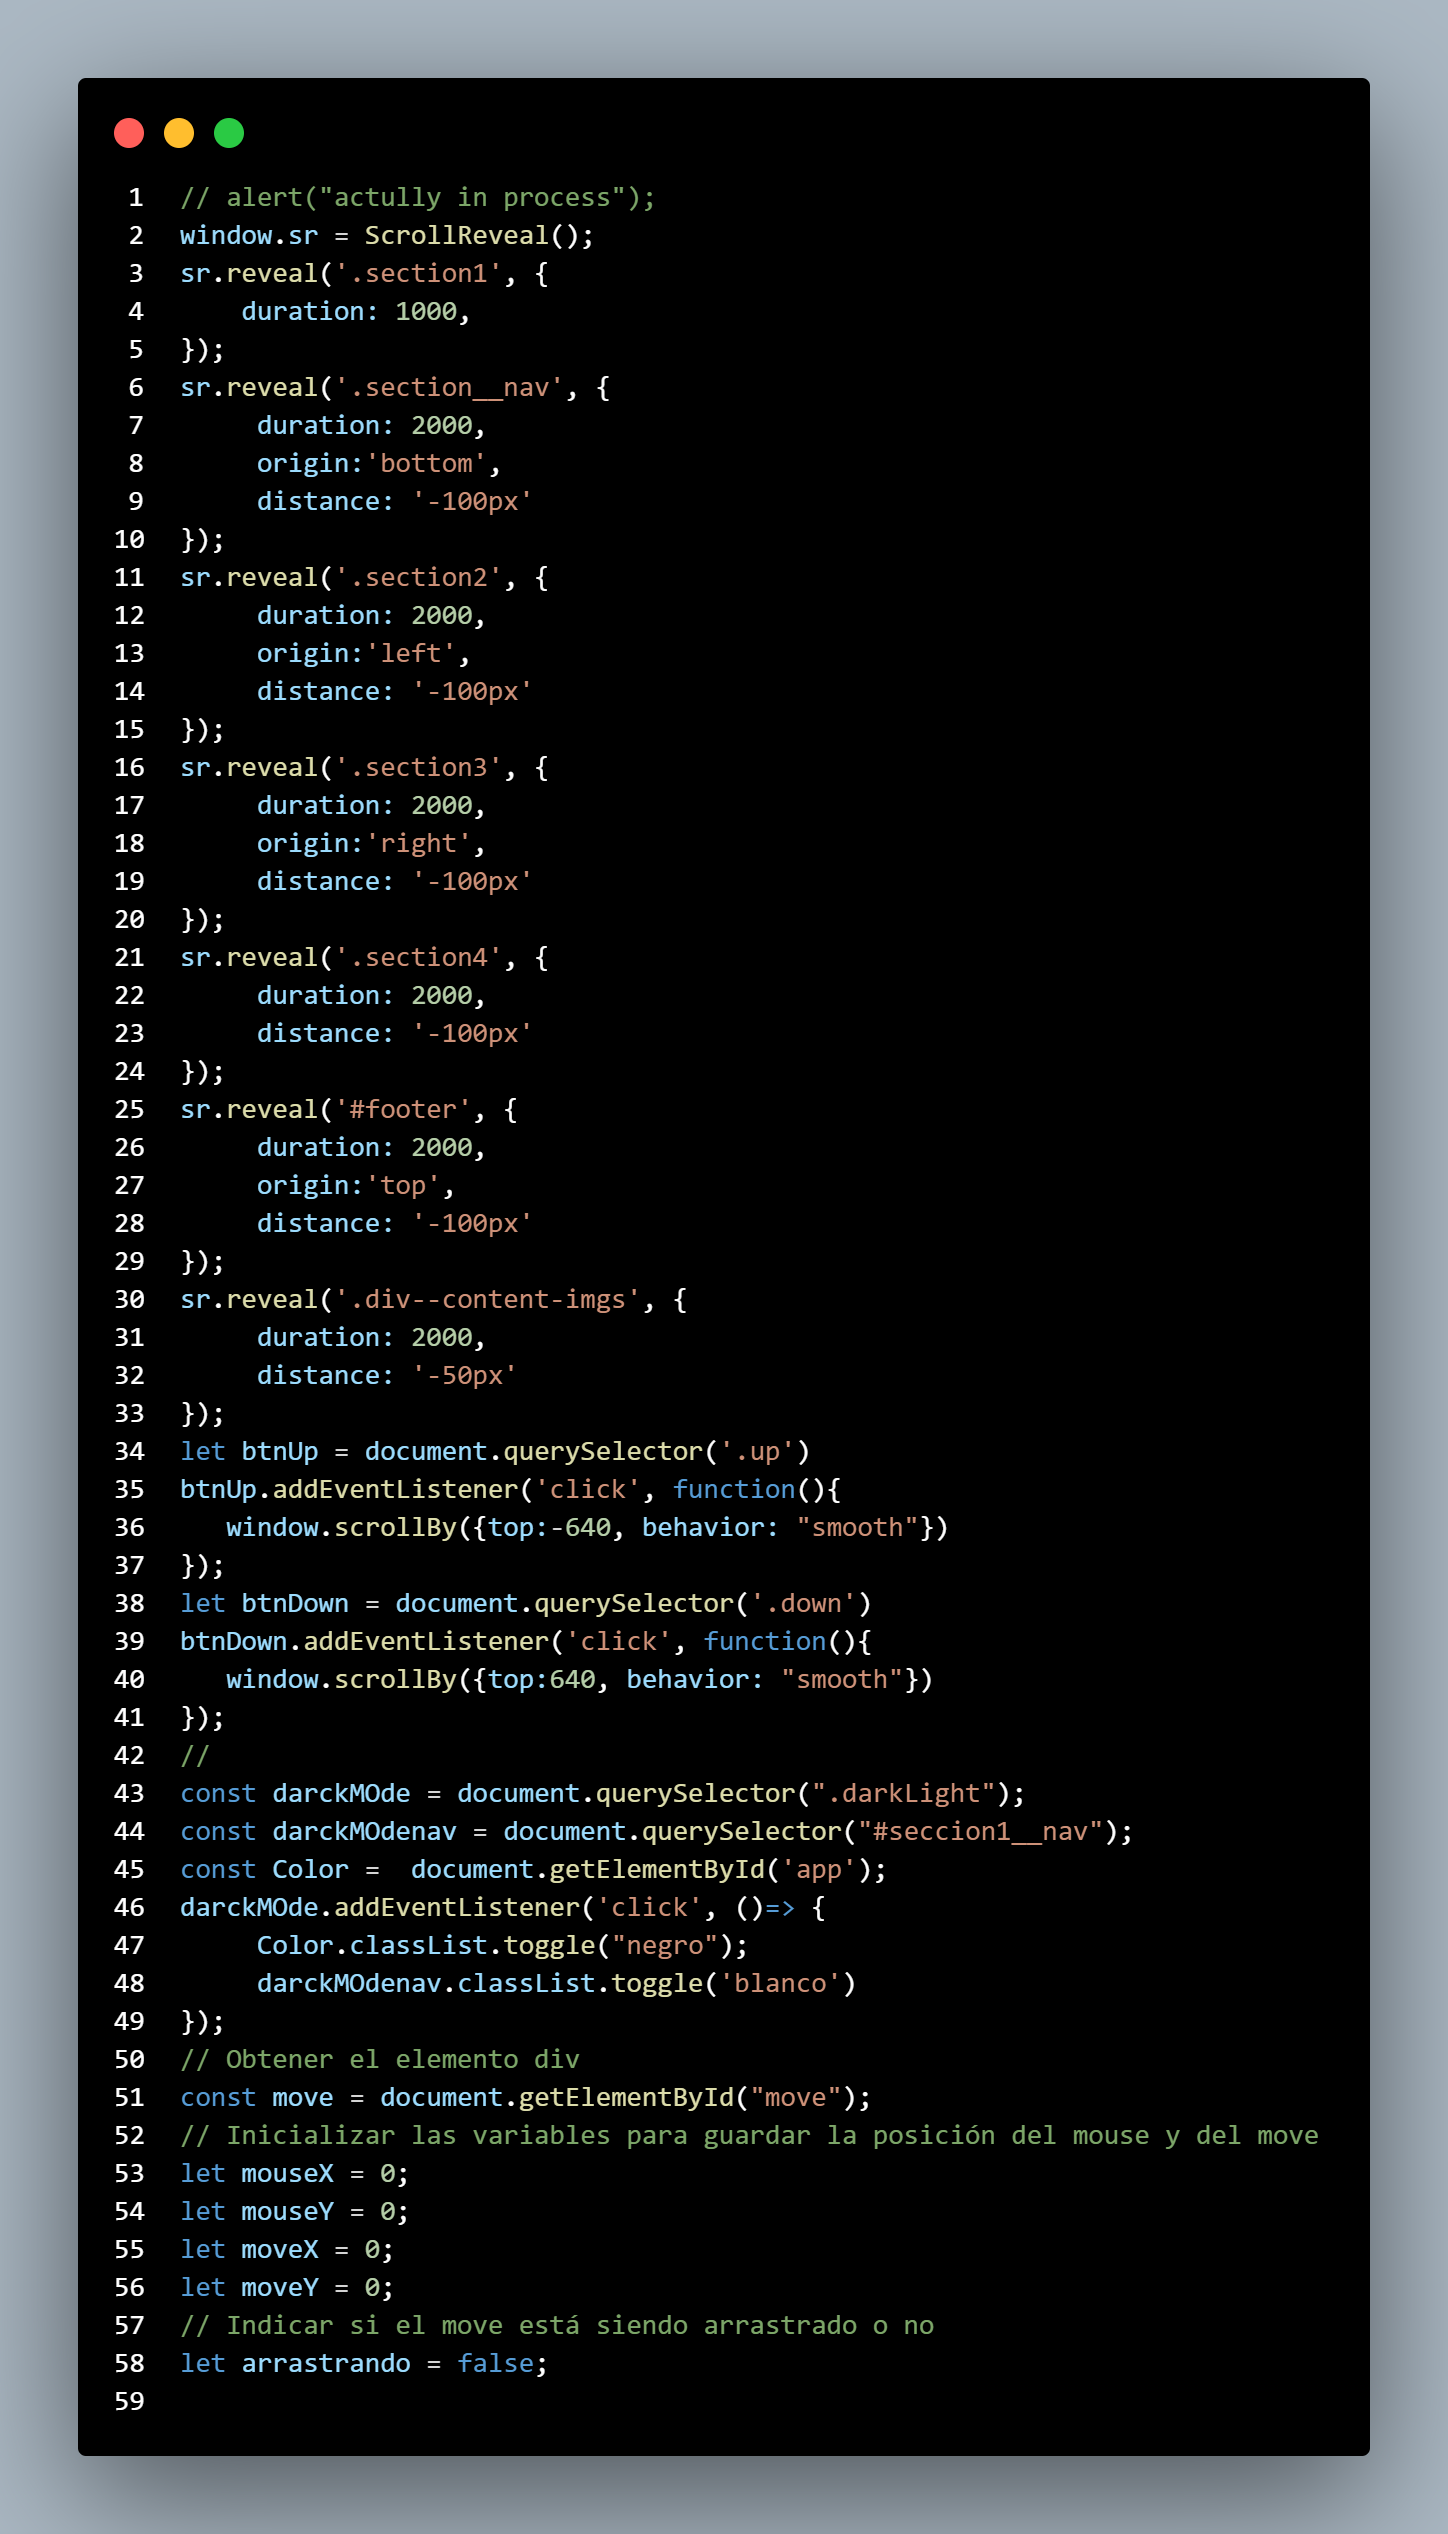 1 // alert("actully in process");
2 window.sr = ScrollReveal();
3 sr.reveal('.section1', {
4     duration: 1000,
5 });
6 sr.reveal('.section__nav', {
7      duration: 2000,
8      origin:'bottom',
9      distance: '-100px'
10 });
11 sr.reveal('.section2', {
12      duration: 2000,
13      origin:'left',
14      distance: '-100px'
15 });
16 sr.reveal('.section3', {
17      duration: 2000,
18      origin:'right',
19      distance: '-100px'
20 });
21 sr.reveal('.section4', {
22      duration: 2000,
23      distance: '-100px'
24 });
25 sr.reveal('#footer', {
26      duration: 2000,
27      origin:'top',
28      distance: '-100px'
29 });
30 sr.reveal('.div--content-imgs', {
31      duration: 2000,
32      distance: '-50px'
33 });
34 let btnUp = document.querySelector('.up')
35 btnUp.addEventListener('click', function(){
36    window.scrollBy({top:-640, behavior: "smooth"})
37 });
38 let btnDown = document.querySelector('.down')
39 btnDown.addEventListener('click', function(){
40    window.scrollBy({top:640, behavior: "smooth"})
41 });
42 //
43 const darckMOde = document.querySelector(".darkLight");
44 const darckMOdenav = document.querySelector("#seccion1__nav");
45 const Color =  document.getElementById('app');
46 darckMOde.addEventListener('click', ()=> {
47      Color.classList.toggle("negro");
48      darckMOdenav.classList.toggle('blanco')
49 });
50 // Obtener el elemento div
51 const move = document.getElementById("move");
52 // Inicializar las variables para guardar la posición del mouse y del move
53 let mouseX = 0;
54 let mouseY = 0;
55 let moveX = 0;
56 let moveY = 0;
57 // Indicar si el move está siendo arrastrado o no
58 let arrastrando = false;
59